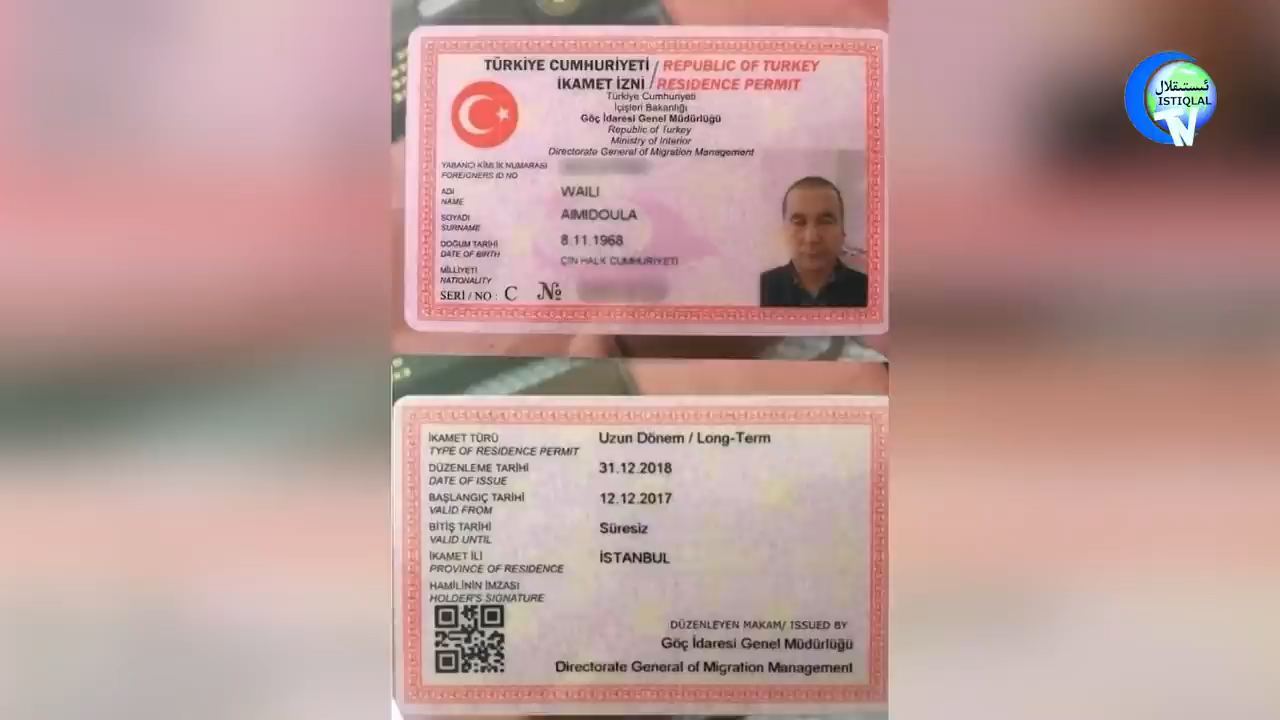 TÜRKİYE CUMHURİYETİ / REPUBLIC OF TURKEY
İKAMET İZNİ / RESIDENCE PERMIT
Türkiye Cumhuriyeti
İçişleri Bakanlığı
Göç İdaresi Genel Müdürlüğü
Republic of Turkey
Ministry of Interior
Directorate General of Migration Management
YABANCI KİMLİK NUMARASI
FOREIGNERS ID NO
ADI
NAME
WAILI
SOYADI
SURNAME
AIMIDOULA
DOĞUM TARİHİ
DATE OF BIRTH
8.11.1968
MİLLİYETİ
NATIONALITY
ÇİN HALK CUMHURİYETİ
SERİ / NO : C №
ئىستىقلال
ISTIQLAL
TV
İKAMET TÜRÜ
TYPE OF RESIDENCE PERMIT
Uzun Dönem / Long-Term
DÜZENLEME TARİHİ
DATE OF ISSUE
31.12.2018
BAŞLANGIÇ TARİHİ
VALID FROM
12.12.2017
BİTİŞ TARİHİ
VALID UNTIL
Süresiz
İKAMET İLİ
PROVINCE OF RESIDENCE
İSTANBUL
HAMİLİNİN İMZASI
HOLDER'S SIGNATURE
DÜZENLEYEN MAKAM/ ISSUED BY
Göç İdaresi Genel Müdürlüğü
Directorate General of Migration Management